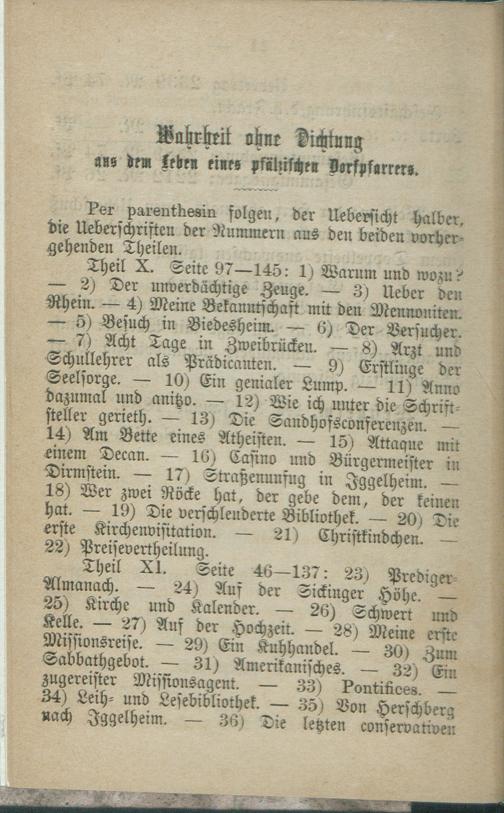 Wahrheit ohne Dichtung
aus dem Leben eines pfälzischen Dorfpfarrers.
Per parenthesin folgen, der Uebersicht halber,
die Ueberschriften der Nummern aus den beiden vorher-
gehenden Theilen.
Theil X. Seite 97—145: 1) Warum und wozu?
— 2) Der unverdächtige Zeuge. — 3) Ueber den
Rhein. — 4) Meine Bekanntschaft mit den Mennoniten.
— 5) Besuch in Biedesheim. — 6) Der Versucher.
— 7) Acht Tage in Zweibrücken. — 8) Arzt und
Schullehrer als Prädicanten. — 9) Erstlinge der
Seelsorge. — 10) Ein genialer Lump. — 11) Anno
dazumal und anitzo. — 12) Wie ich unter die Schrift-
steller gerieth. — 13) Die Sandhofsconferenzen. —
14) Am Bette eines Atheisten. — 15) Attaque mit
einem Decan. — 16) Casino und Bürgermeister in
Dirmstein. — 17) Straßenunfug in Iggelheim. —
18) Wer zwei Röcke hat, der gebe dem, der keinen
hat. — 19) Die verschleuderte Bibliothek. — 20) Die
erste Kirchenvisitation. — 21) Christkindchen. —
22) Preisevertheilung.
Theil XI. Seite 46—137: 23) Prediger-
Almanach. — 24) Auf der Sickinger Höhe. —
25) Kirche und Kalender. — 26) Schwert und
Kelle. — 27) Auf der Hochzeit. — 28) Meine erste
Missionsreise. — 29) Ein Kuhhandel. — 30) Zum
Sabbathgebot. — 31) Amerikanisches. — 32) Ein
zugereister Missionsagent. — 33) Pontifices. —
34) Leih- und Lesebibliothek. — 35) Von Herschberg
nach Iggelheim. — 36) Die letzten conservativen